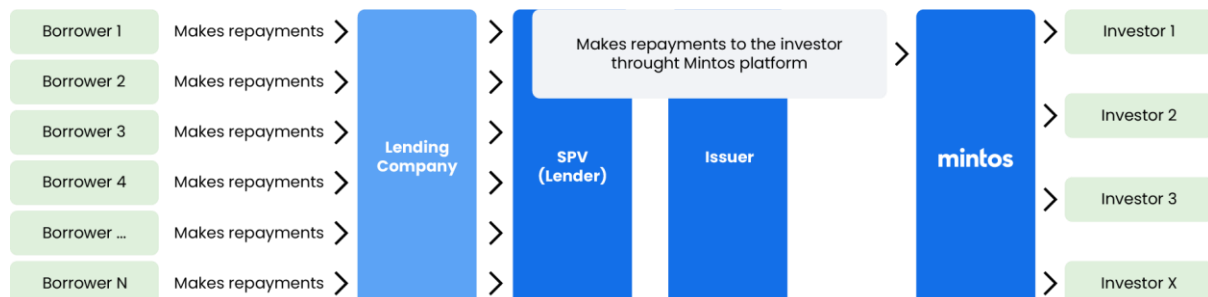 Borrower 1 Makes repayments
Borrower 2 Makes repayments
Borrower 3 Makes repayments
Borrower 4 Makes repayments
Borrower ... Makes repayments
Borrower N Makes repayments
Lending
Company
SPV
(Lender)
Issuer
Makes repayments to the investor
throught Mintos platform
mintos
Investor 1
Investor 2
Investor 3
Investor X